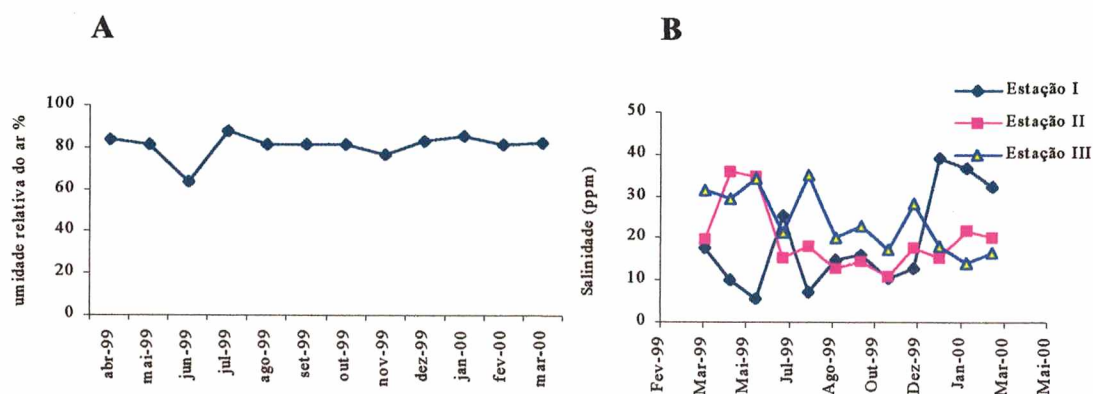 A
umidade relativa do ar %
100
80
60
40
20
0
abr-99
mai-99
jun-99
jul-99
ago-99
set-99
out-99
nov-99
dez-99
jan-00
fev-00
mar-00
B
Estação I
Estação II
Estação III
Salinidade (ppm)
50
40
30
20
10
0
Fev-99
Mar-99
Mai-99
Jul-99
Ago-99
Out-99
Dez-99
Jan-00
Mar-00
Mai-00